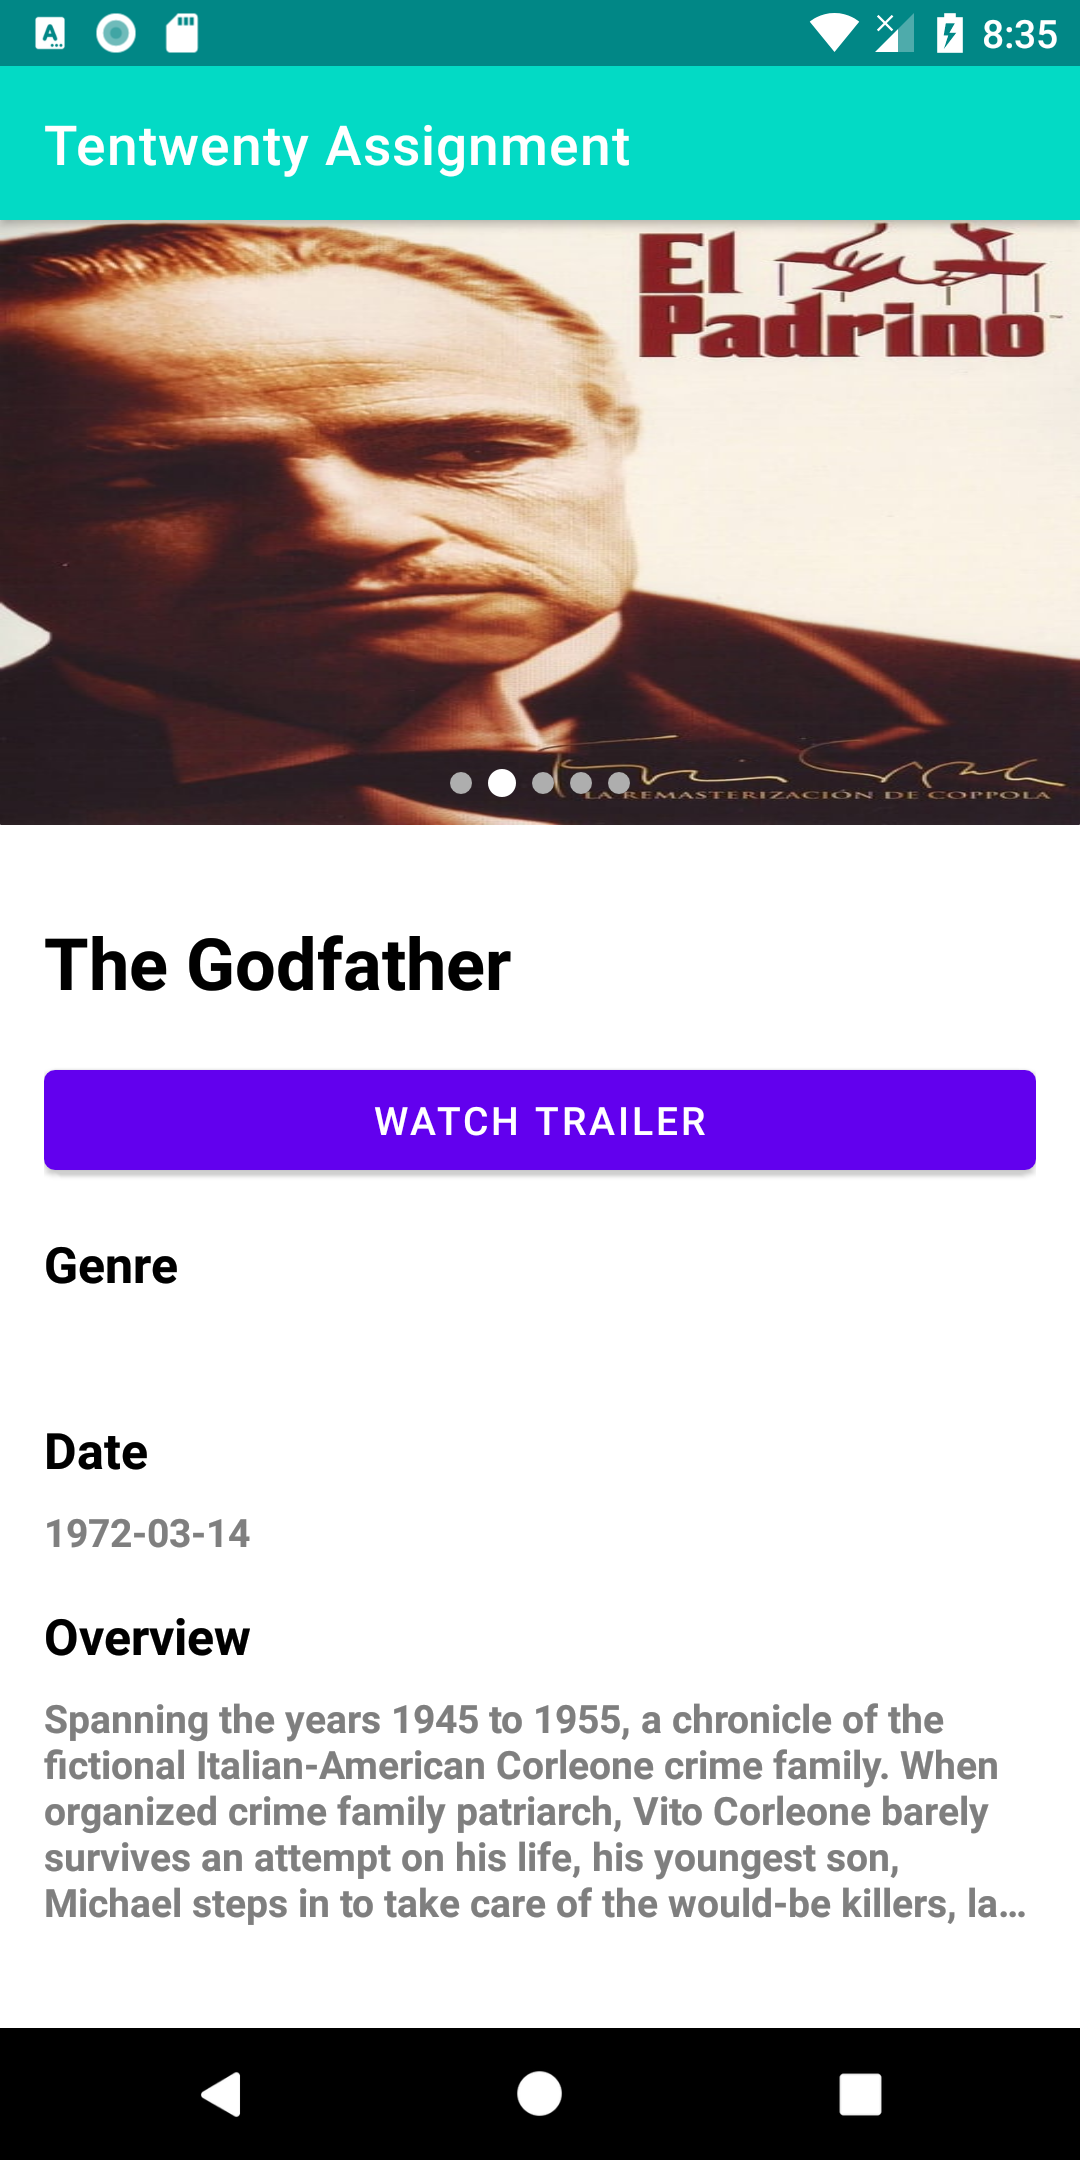 8:35
Tentwenty Assignment
El
Padrino
LA REMASTERIZACIÓN DE COPPOLA
The Godfather
WATCH TRAILER
Genre
Date
1972-03-14
Overview
Spanning the years 1945 to 1955, a chronicle of the
fictional Italian-American Corleone crime family. When
organized crime family patriarch, Vito Corleone barely
survives an attempt on his life, his youngest son,
Michael steps in to take care of the would-be killers, la…